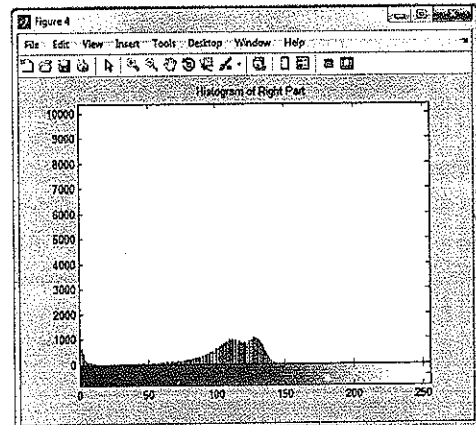 Figure 4
File Edit View Insert Tools Desktop Window Help
Histogram of Right Part
10000
9000
8000
7000
6000
5000
4000
3000
2000
1000
0
0 50 100 150 200 250